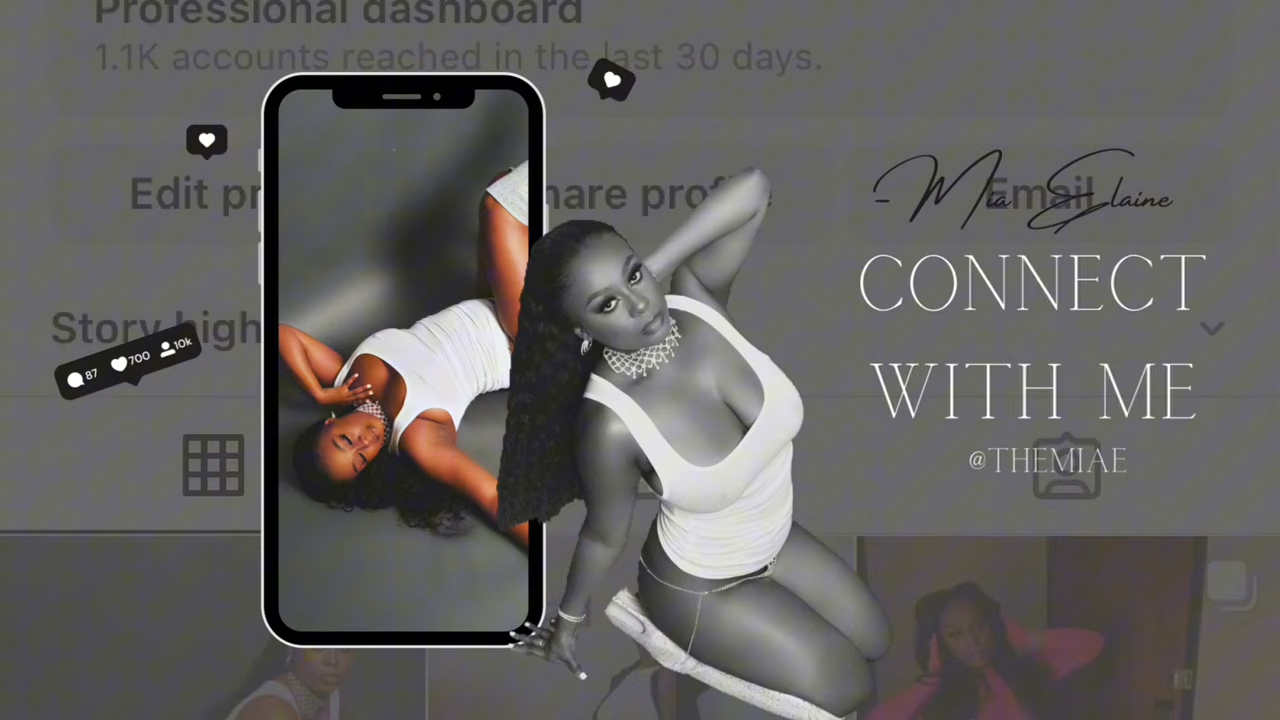 Professional dashboard
1.1K accounts reached in the last 30 days.
Edit pr
hare profile
Email
- Mia Elaine
CONNECT
WITH ME
@THEMIAE
Story high
87 700 10k